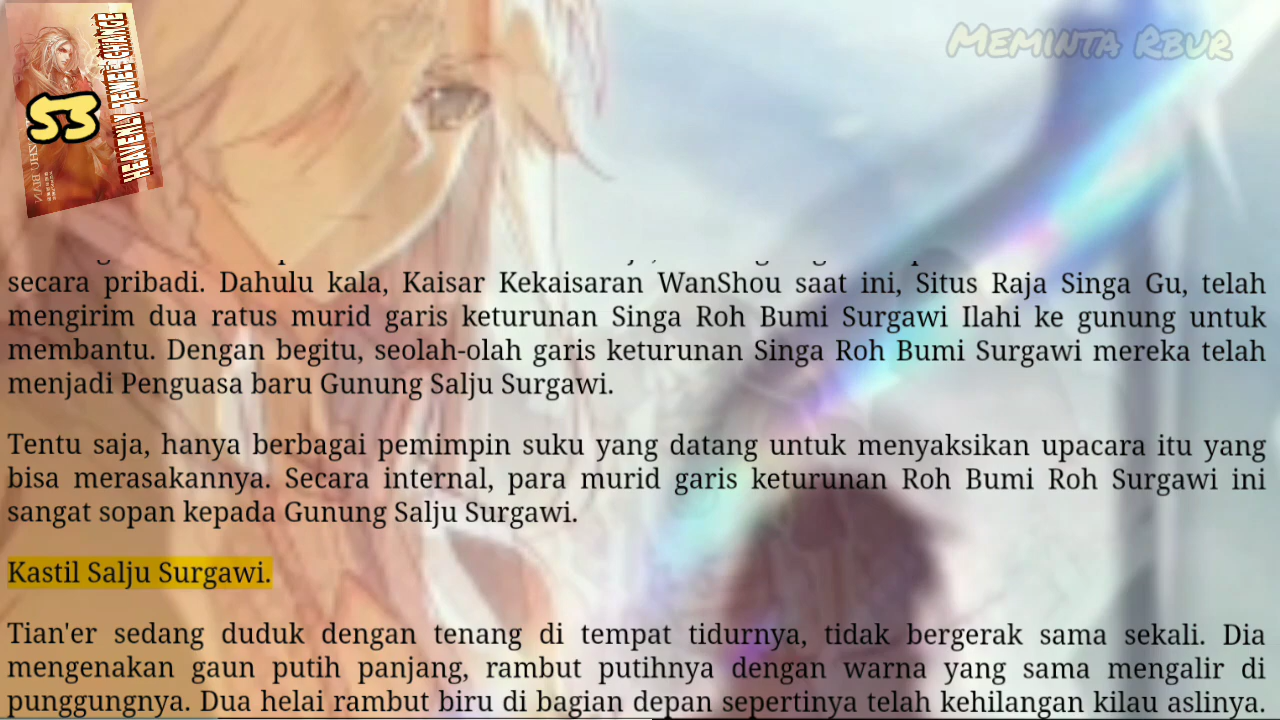 Meminta Rbur
HEAVENLY JEWEL CHANGE
53
secara pribadi. Dahulu kala, Kaisar Kekaisaran WanShou saat ini, Situs Raja Singa Gu, telah
mengirim dua ratus murid garis keturunan Singa Roh Bumi Surgawi Ilahi ke gunung untuk
membantu. Dengan begitu, seolah-olah garis keturunan Singa Roh Bumi Surgawi mereka telah
menjadi Penguasa baru Gunung Salju Surgawi.
Tentu saja, hanya berbagai pemimpin suku yang datang untuk menyaksikan upacara itu yang
bisa merasakannya. Secara internal, para murid garis keturunan Roh Bumi Roh Surgawi ini
sangat sopan kepada Gunung Salju Surgawi.
Kastil Salju Surgawi.
Tian'er sedang duduk dengan tenang di tempat tidurnya, tidak bergerak sama sekali. Dia
mengenakan gaun putih panjang, rambut putihnya dengan warna yang sama mengalir di
punggungnya. Dua helai rambut biru di bagian depan sepertinya telah kehilangan kilau aslinya.